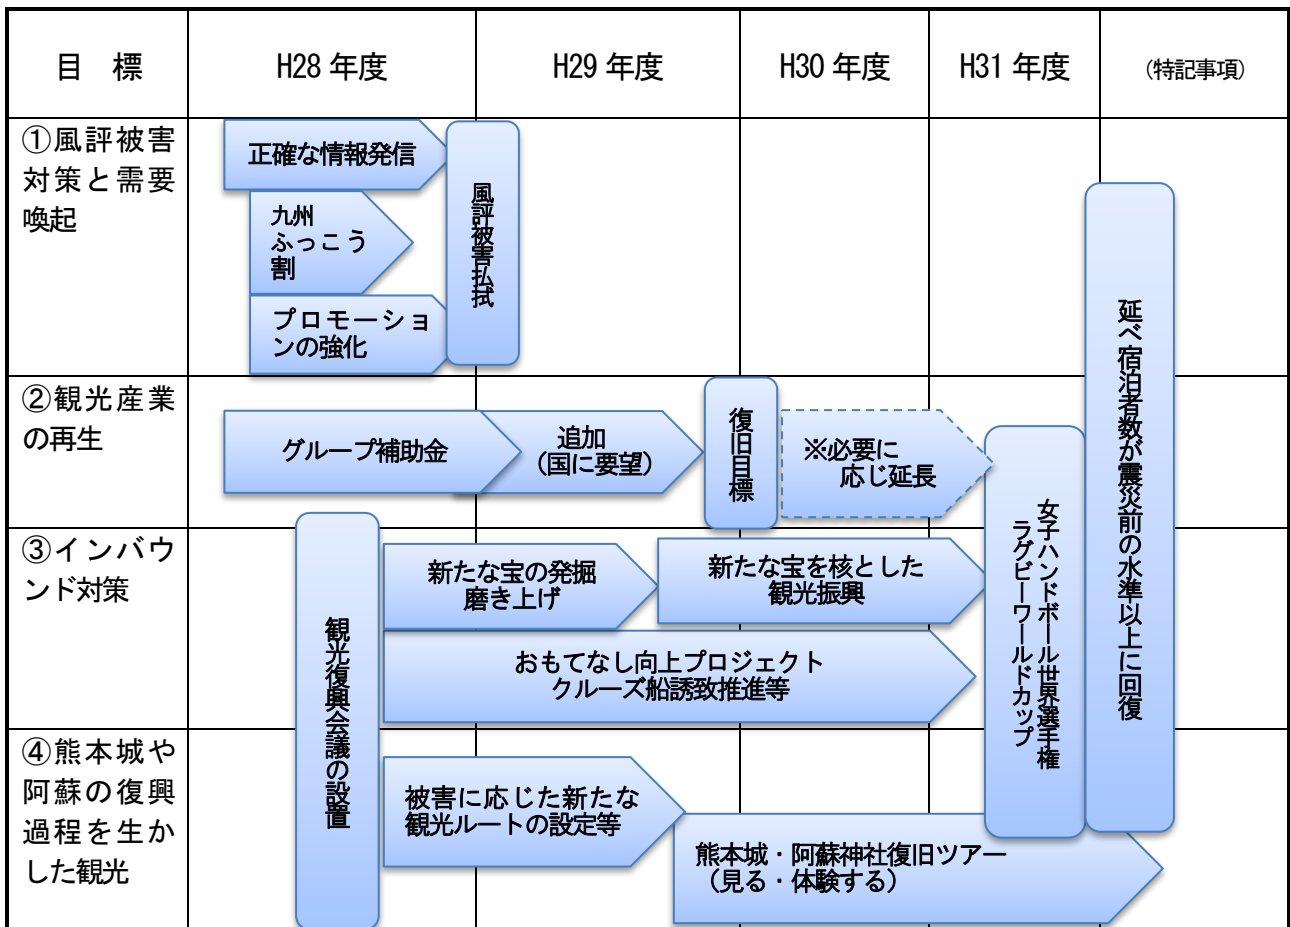 目 標
H28 年度
H29 年度
H30 年度
H31 年度
(特記事項)
①風評被害
対策と需要
喚起
正確な情報発信
九州
ふっこう
割
プロモーショ
ンの強化
風評被害払拭
②観光産業
の再生
グループ補助金
追加
(国に要望)
復旧目標
※必要に
応じ延長
③インバウ
ンド対策
観光復興会議の設置
新たな宝の発掘
磨き上げ
新たな宝を核とした
観光振興
おもてなし向上プロジェクト
クルーズ船誘致推進等
女子ハンドボール世界選手権
ラグビーワールドカップ
延べ宿泊者数が震災前の水準以上に回復
④熊本城や
阿蘇の復興
過程を生か
した観光
被害に応じた新たな
観光ルートの設定等
熊本城・阿蘇神社復旧ツアー
(見る・体験する)